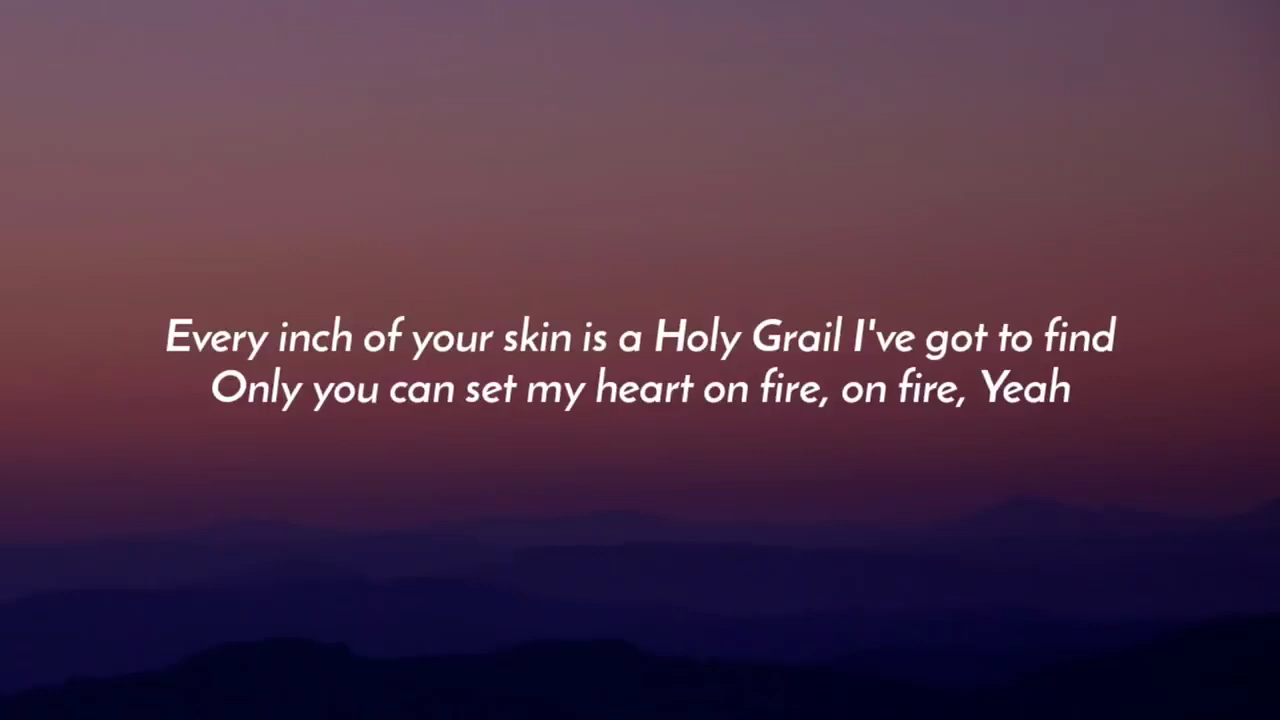 Every inch of your skin is a Holy Grail I've got to find
Only you can set my heart on fire, on fire, Yeah